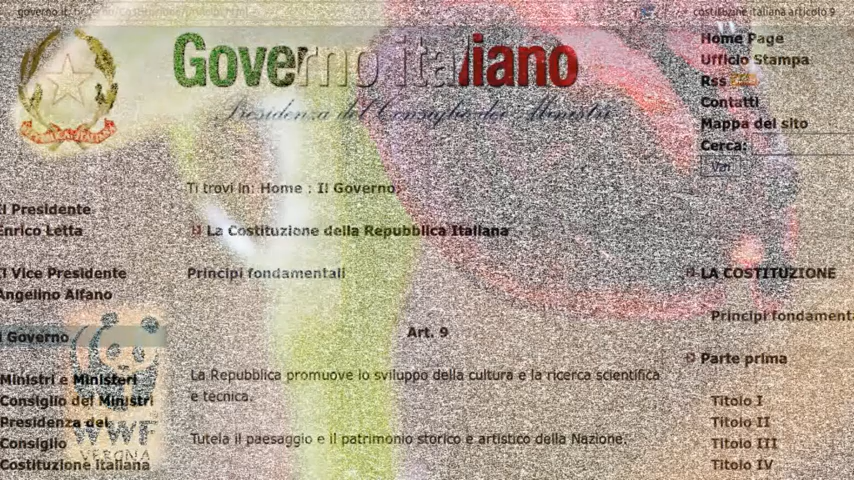 governo.it
costituzione italiana articolo 9
Governo italiano
Presidenza del Consiglio dei Ministri
Home Page
Ufficio Stampa
Rss
Contatti
Mappa del sito
Cerca:
Vai
Ti trovi in: Home : Il Governo:
Il Presidente
Enrico Letta
La Costituzione della Repubblica Italiana
Il Vice Presidente
Angelino Alfano
Principi fondamentali
LA COSTITUZIONE
Principi fondamenta
Il Governo
Art. 9
Parte prima
Ministri e Ministeri
Consiglio dei Ministri
Presidenza del
Consiglio
Costituzione italiana
La Repubblica promuove lo sviluppo della cultura e la ricerca scientifica
e tecnica.
Tutela il paesaggio e il patrimonio storico e artistico della Nazione.
Titolo I
Titolo II
Titolo III
Titolo IV
WWF
VERONA